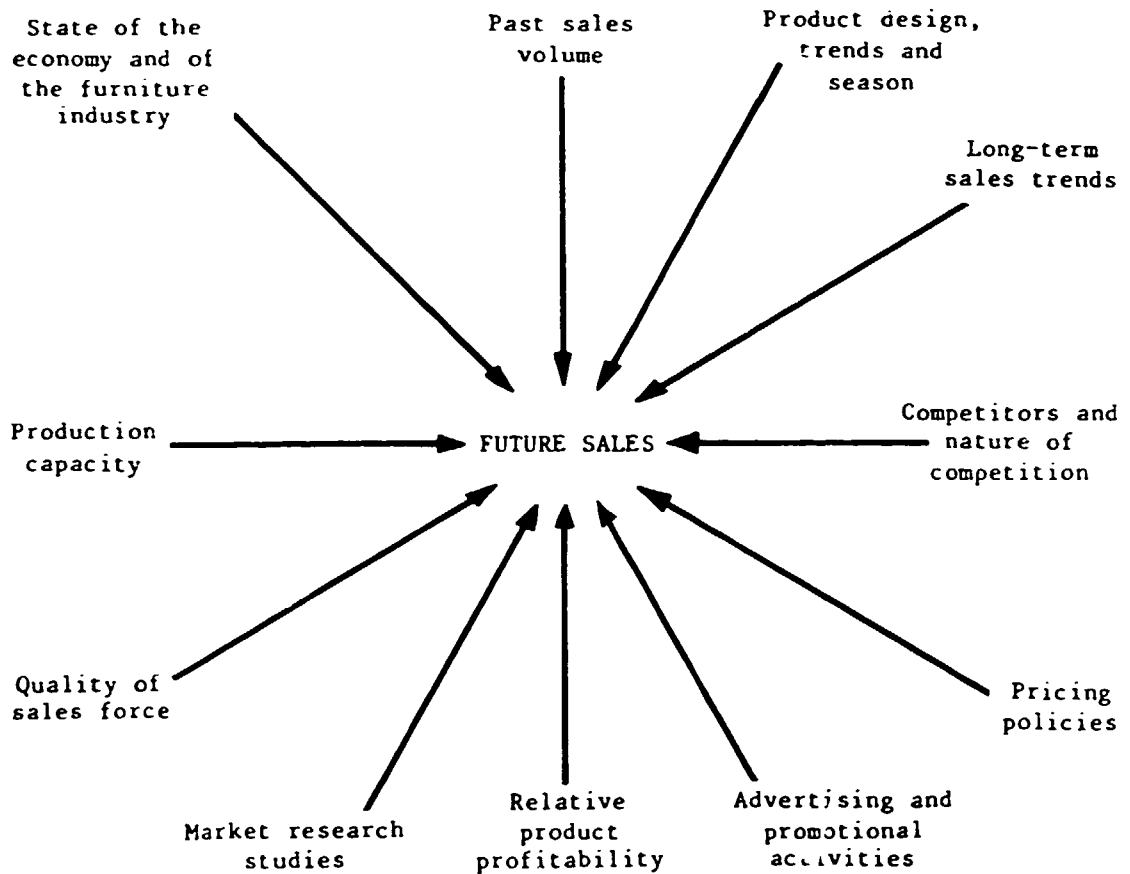 State of the
economy and of
the furniture
industry
Past sales
volume
Product design,
trends and
season
Long-term
sales trends
Production
capacity
FUTURE SALES
Competitors and
nature of
competition
Quality of
sales force
Pricing
policies
Market research
studies
Relative
product
profitability
Advertising and
promotional
activities